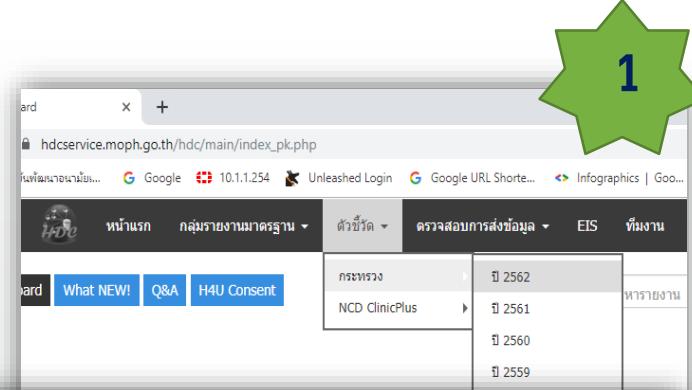 1
ard × +
hdcservice.moph.go.th/hdc/main/index_pk.php
Google 10.1.1.254 Unleashed Login Google URL Shorte... Infographics | Goo...
HDC หน้าแรก กลุ่มรายงานมาตรฐาน ตัวชี้วัด ตรวจสอบการส่งข้อมูล EIS ทีมงาน
กระทรวง ปี 2562
ard What NEW! Q&A H4U Consent หารายงาน
NCD ClinicPlus ปี 2561
ปี 2560
ปี 2559